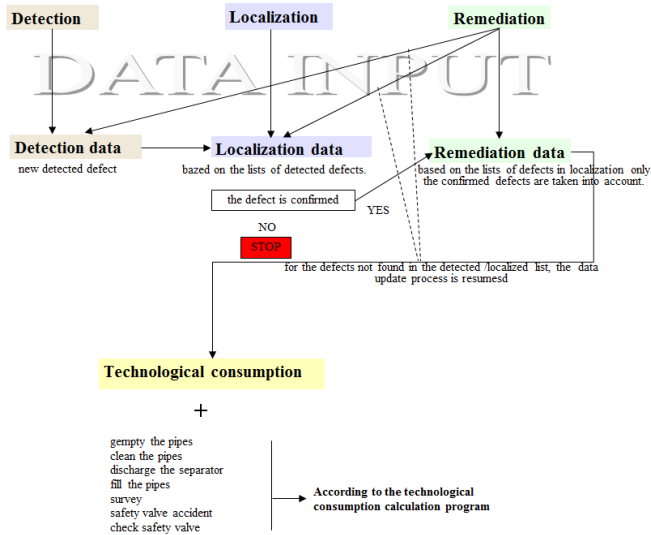 Detection
Localization
Remediation
DATA INPUT
Detection data
new detected defect
Localization data
bazed on the lists of detected defects.
Remediation data
based on the lists of defects in localization only
the confirmed defects are taken into account.
the defect is confirmed
YES
NO
STOP
for the defects not found in the detected /localized list, the data
update process is resumesd
Technological consumption
+
gempty the pipes
clean the pipes
discharge the separator
fill the pipes
survey
safety valve accident
check safety valve
According to the technological
consumption calculation program